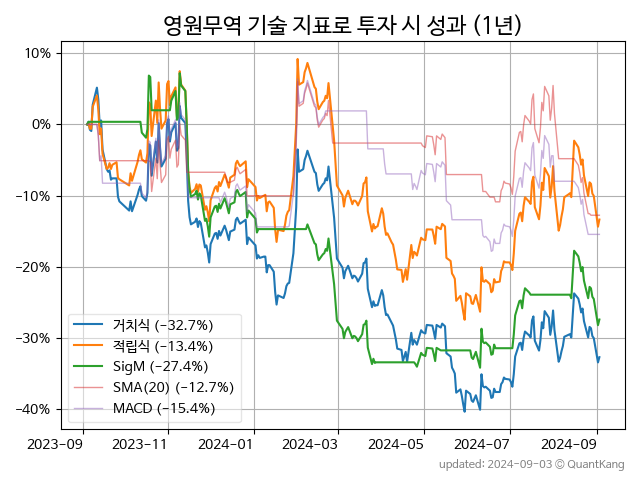 영원무역 기술 지표로 투자 시 성과 (1년)
10%
0%
−10%
−20%
−30%
−40%
거치식 (−32.7%)
적립식 (−13.4%)
SigM (−27.4%)
SMA(20) (−12.7%)
MACD (−15.4%)
2023-09
2023-11
2024-01
2024-03
2024-05
2024-07
2024-09
updated: 2024-09-03 © QuantKang